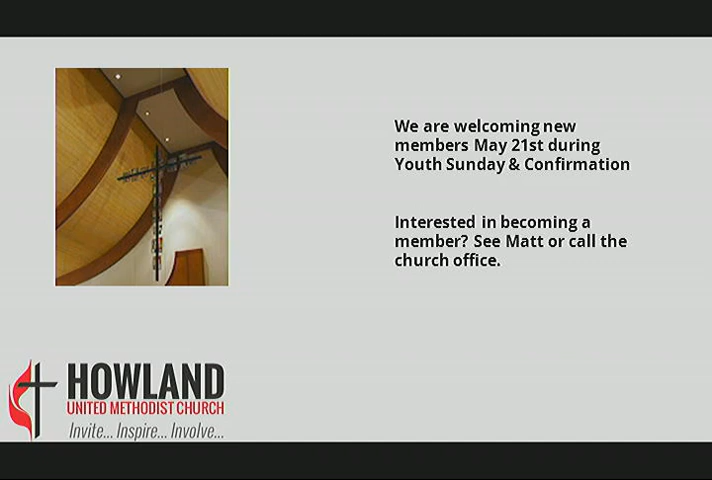 We are welcoming new
members May 21st during
Youth Sunday & Confirmation
Interested in becoming a
member? See Matt or call the
church office.
HOWLAND
UNITED METHODIST CHURCH
Invite... Inspire... Involve...